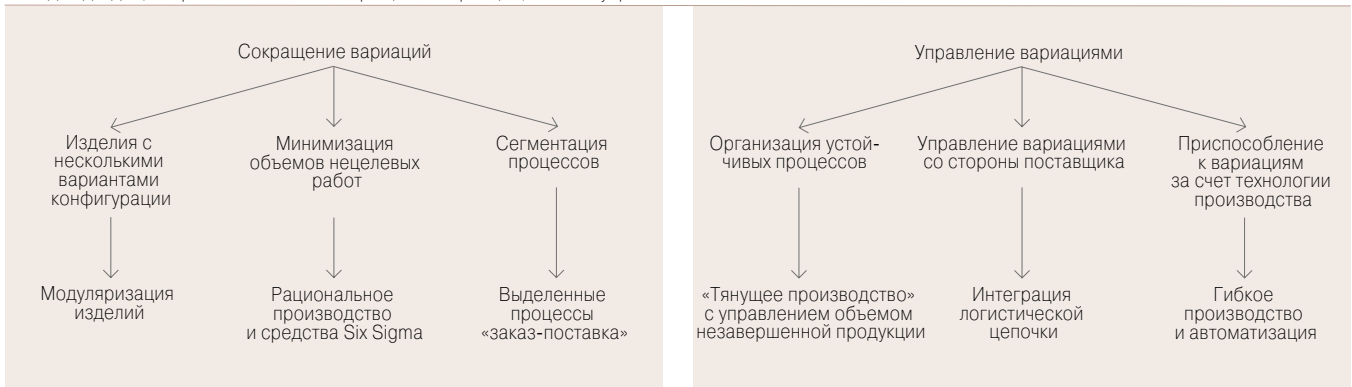 Сокращение вариаций
Изделия с
несколькими
вариантами
конфигурации
Минимизация
объемов нецелевых
работ
Сегментация
процессов
Модуляризация
изделий
Рациональное
производство
и средства Six Sigma
Выделенные
процессы
«заказ-поставка»
Управление вариациями
Организация устой-
чивых процессов
Управление вариациями
со стороны поставщика
Приспособление
к вариациям
за счет технологии
производства
«Тянущее производство»
с управлением объемом
незавершенной продукции
Интеграция
логистической
цепочки
Гибкое
производство
и автоматизация